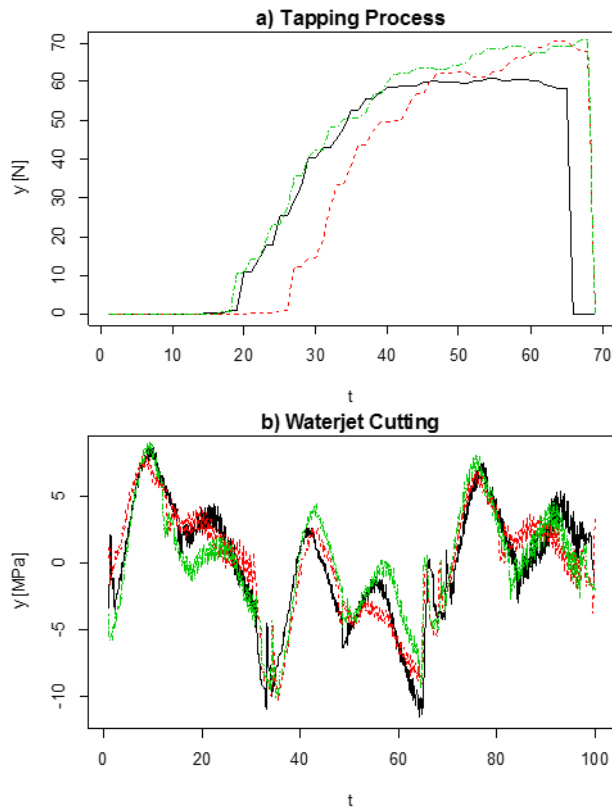 a) Tapping Process
y [N]
0 10 20 30 40 50 60 70
0 10 20 30 40 50 60 70
t
b) Waterjet Cutting
y [MPa]
-10 -5 0 5
0 20 40 60 80 100
t